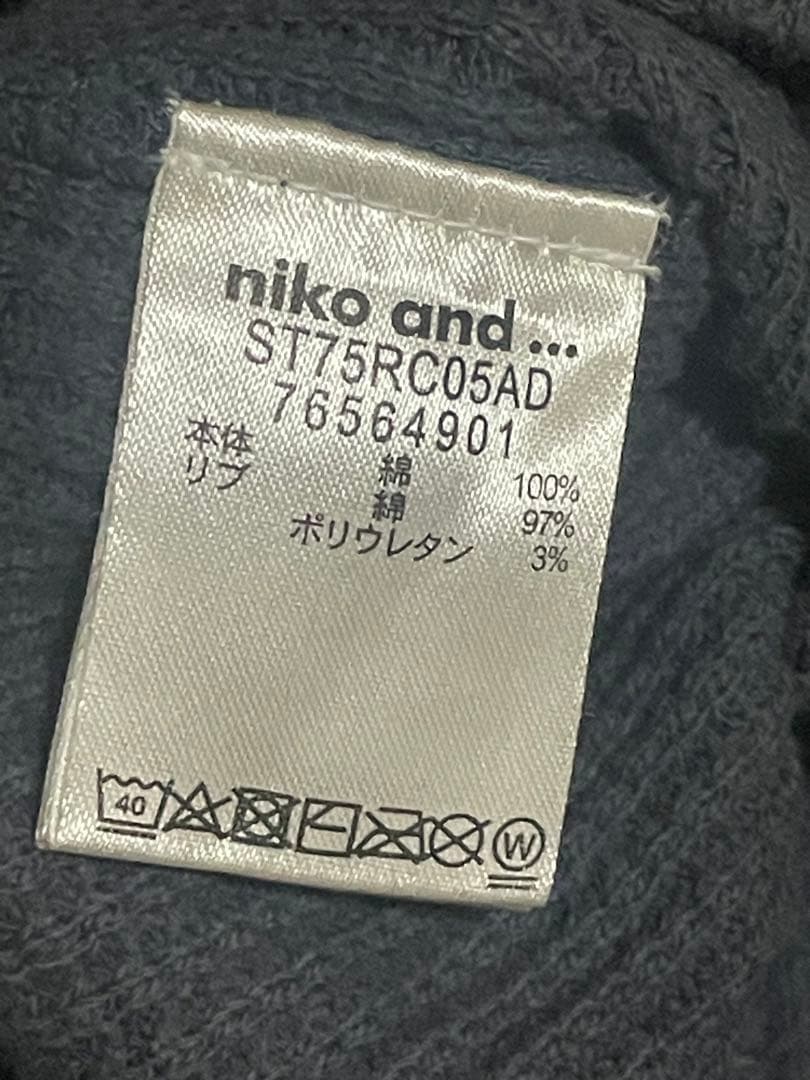 niko and ...
ST75RC05AD
76564901
本体 綿 100%
リブ 綿 97%
ポリウレタン 3%
40
W